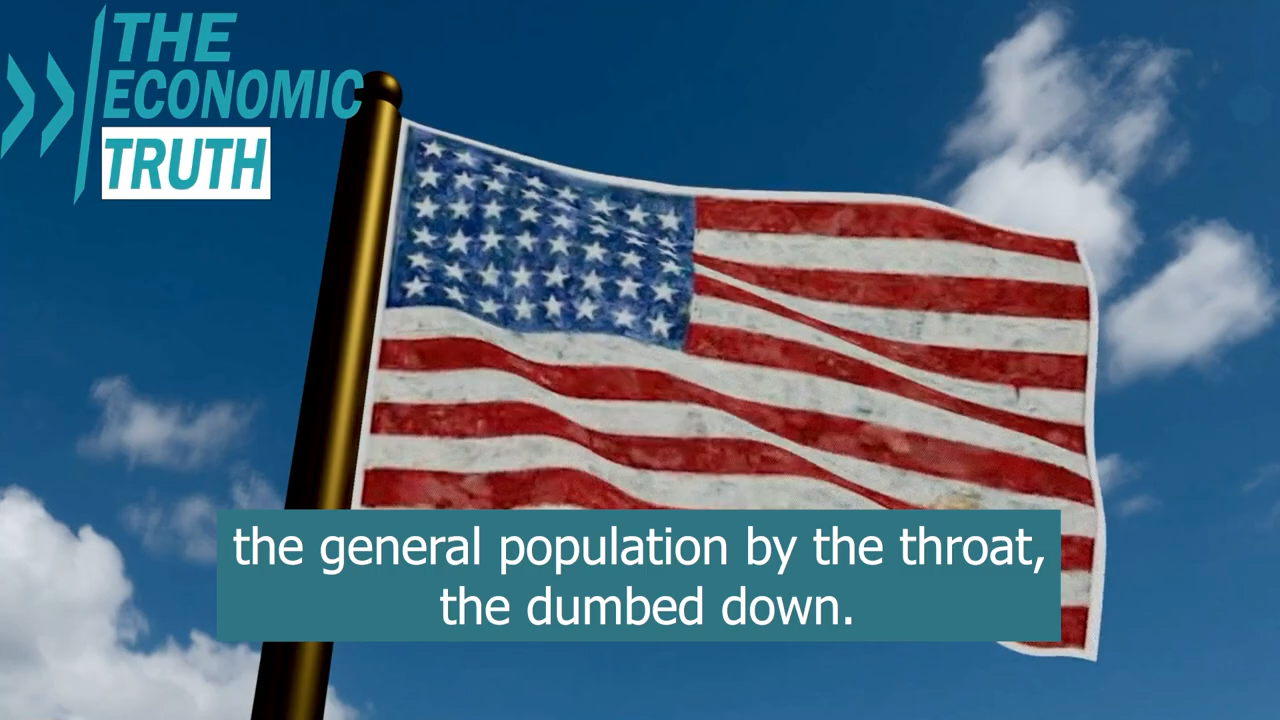 THE
ECONOMIC
TRUTH
the general population by the throat,
the dumbed down.